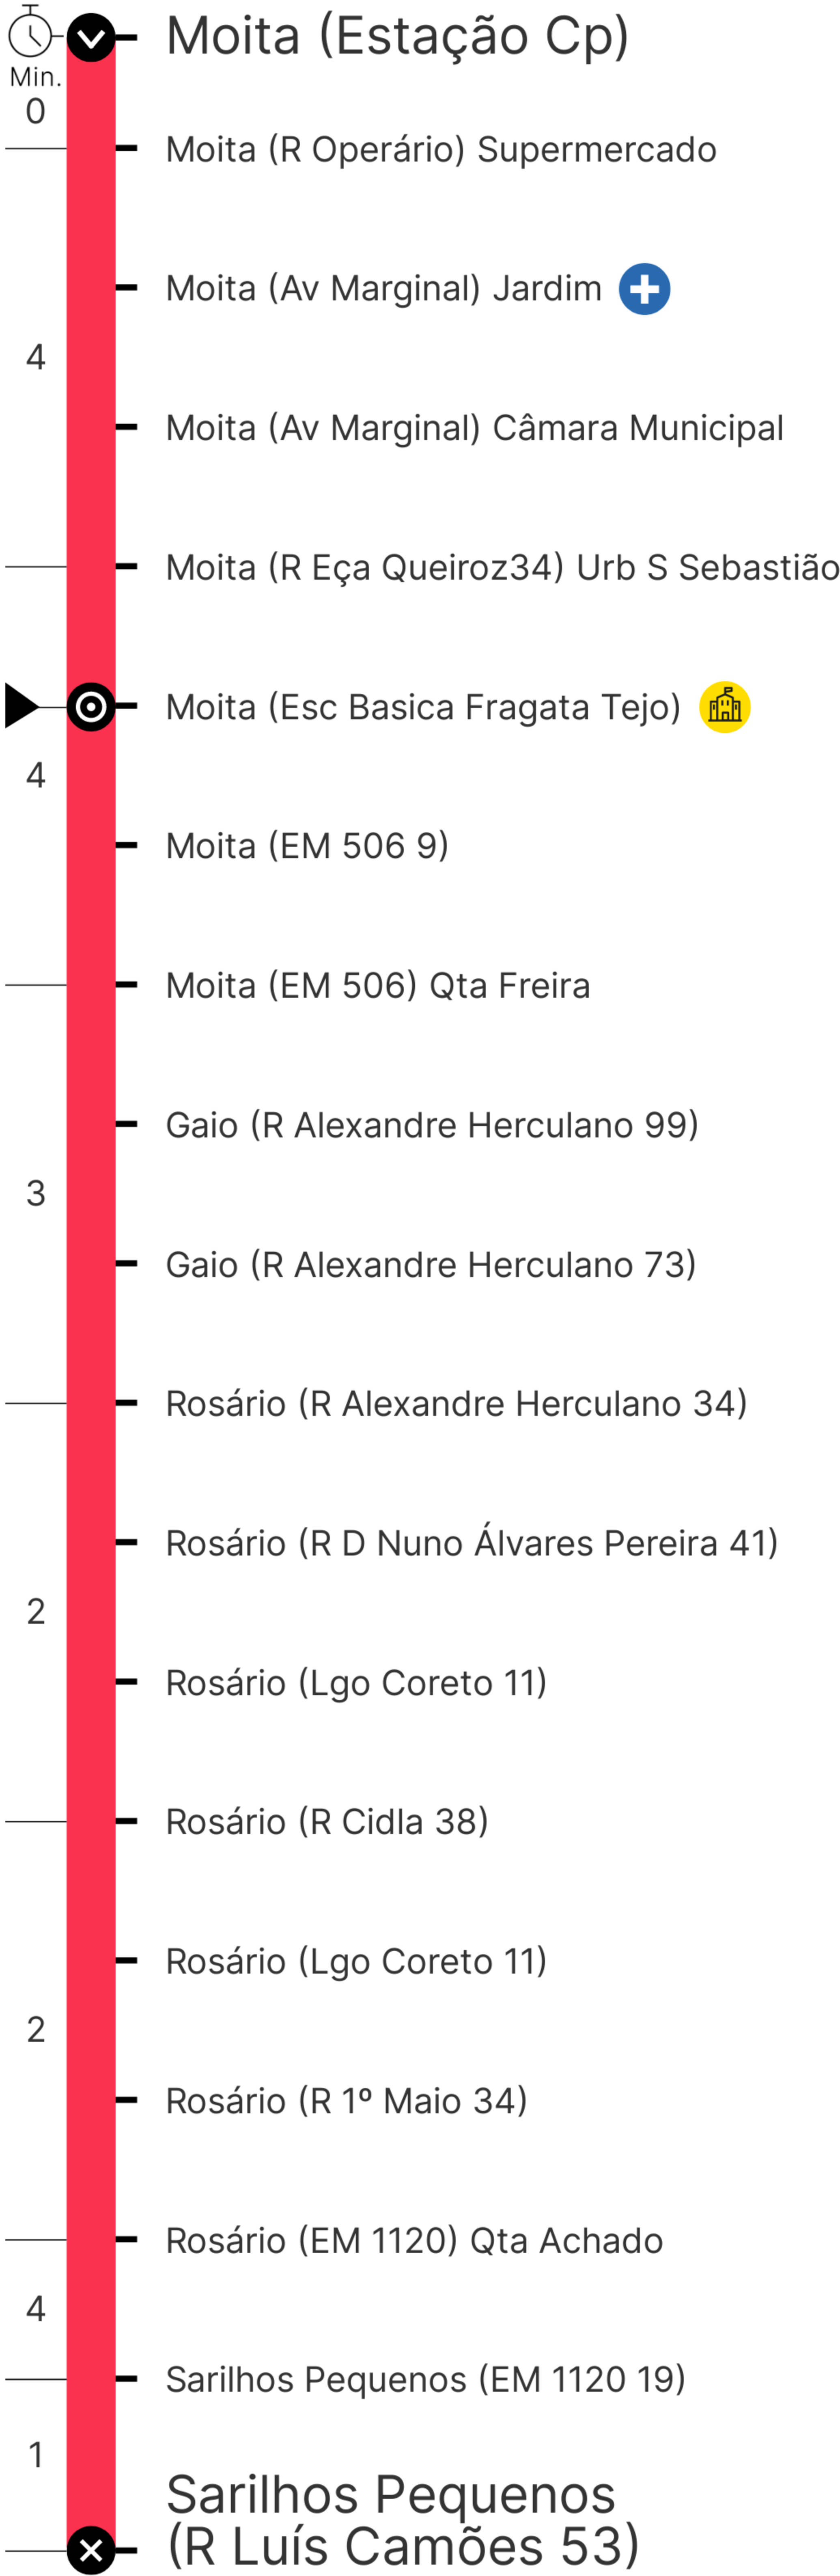 Moita (Estação Cp)
Min.
0
Moita (R Operário) Supermercado
Moita (Av Marginal) Jardim
4
Moita (Av Marginal) Câmara Municipal
Moita (R Eça Queiroz34) Urb S Sebastião
Moita (Esc Basica Fragata Tejo)
4
Moita (EM 506 9)
Moita (EM 506) Qta Freira
Gaio (R Alexandre Herculano 99)
3
Gaio (R Alexandre Herculano 73)
Rosário (R Alexandre Herculano 34)
Rosário (R D Nuno Álvares Pereira 41)
2
Rosário (Lgo Coreto 11)
Rosário (R Cidla 38)
Rosário (Lgo Coreto 11)
2
Rosário (R 1º Maio 34)
Rosário (EM 1120) Qta Achado
4
Sarilhos Pequenos (EM 1120 19)
1
Sarilhos Pequenos
(R Luís Camões 53)